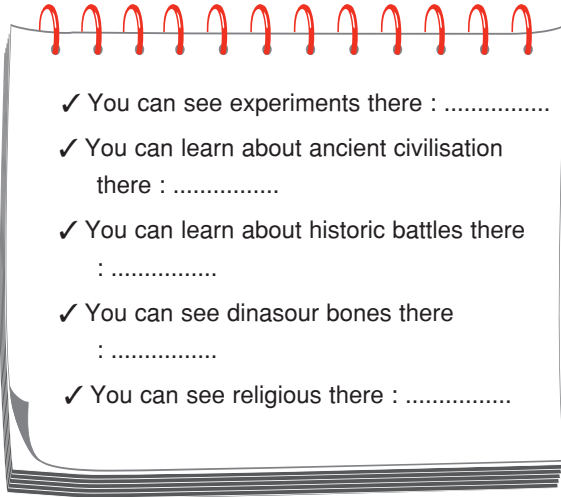 ✓ You can see experiments there : ................
✓ You can learn about ancient civilisation
there : ................
✓ You can learn about historic battles there
: ................
✓ You can see dinasour bones there
: ................
✓ You can see religious there : ................